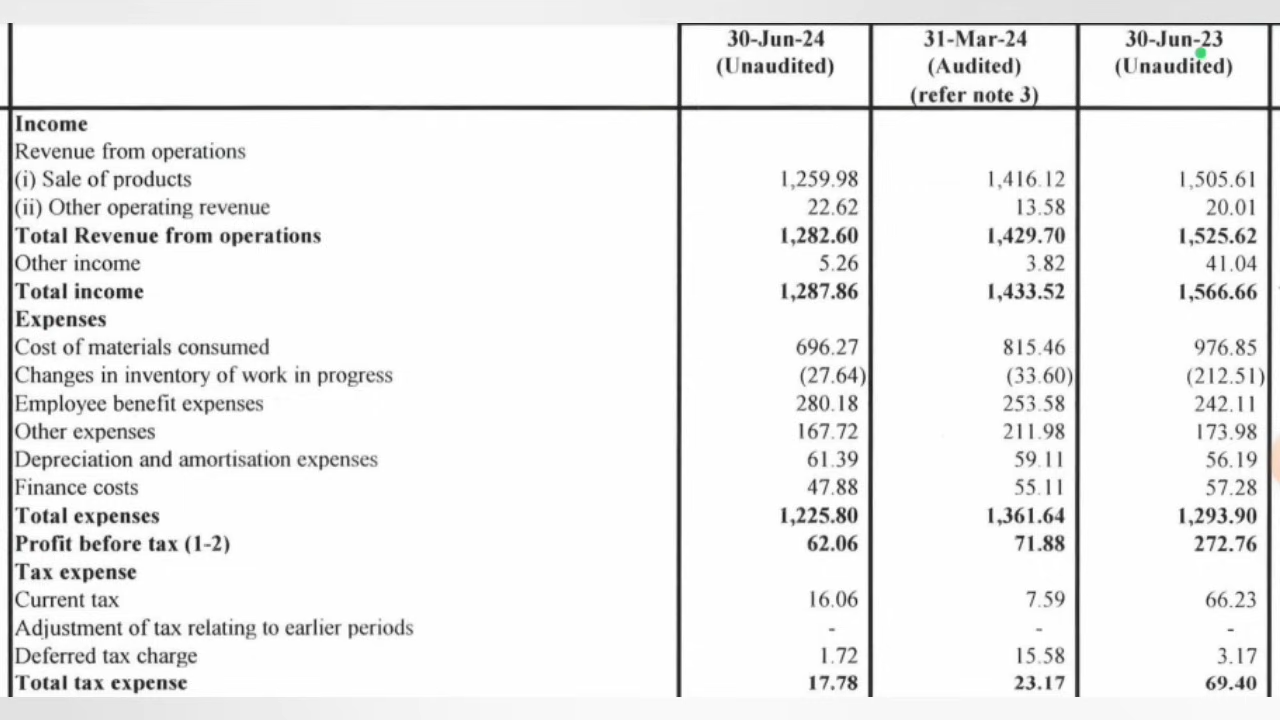 30-Jun-24 31-Mar-24 30-Jun-23
(Unaudited) (Audited) (Unaudited)
(refer note 3)
Income
Revenue from operations
(i) Sale of products 1,259.98 1,416.12 1,505.61
(ii) Other operating revenue 22.62 13.58 20.01
Total Revenue from operations 1,282.60 1,429.70 1,525.62
Other income 5.26 3.82 41.04
Total income 1,287.86 1,433.52 1,566.66
Expenses
Cost of materials consumed 696.27 815.46 976.85
Changes in inventory of work in progress (27.64) (33.60) (212.51)
Employee benefit expenses 280.18 253.58 242.11
Other expenses 167.72 211.98 173.98
Depreciation and amortisation expenses 61.39 59.11 56.19
Finance costs 47.88 55.11 57.28
Total expenses 1,225.80 1,361.64 1,293.90
Profit before tax (1-2) 62.06 71.88 272.76
Tax expense
Current tax 16.06 7.59 66.23
Adjustment of tax relating to earlier periods - - -
Deferred tax charge 1.72 15.58 3.17
Total tax expense 17.78 23.17 69.40